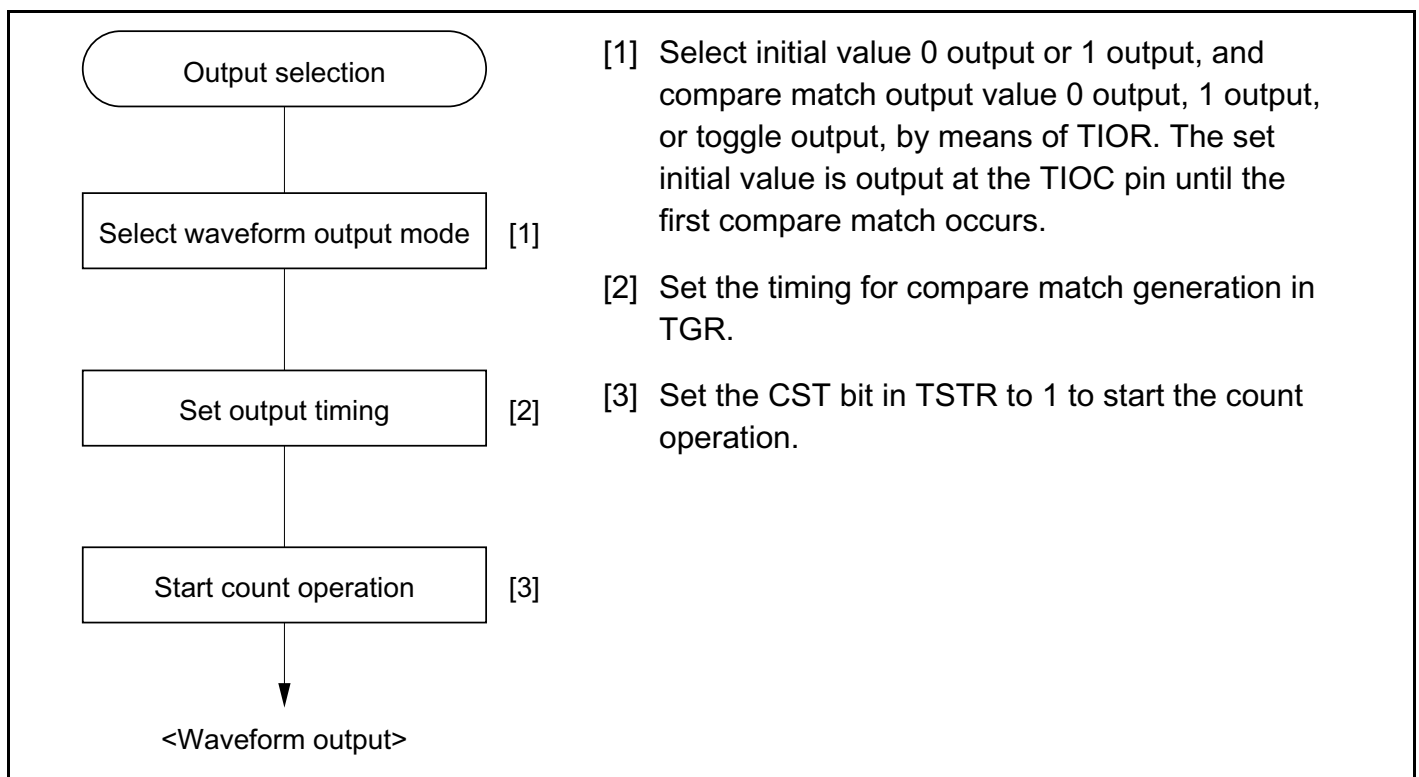 Output selection
Select waveform output mode [1]
Set output timing [2]
Start count operation [3]
<Waveform output>
[1] Select initial value 0 output or 1 output, and
compare match output value 0 output, 1 output,
or toggle output, by means of TIOR. The set
initial value is output at the TIOC pin until the
first compare match occurs.
[2] Set the timing for compare match generation in
TGR.
[3] Set the CST bit in TSTR to 1 to start the count
operation.